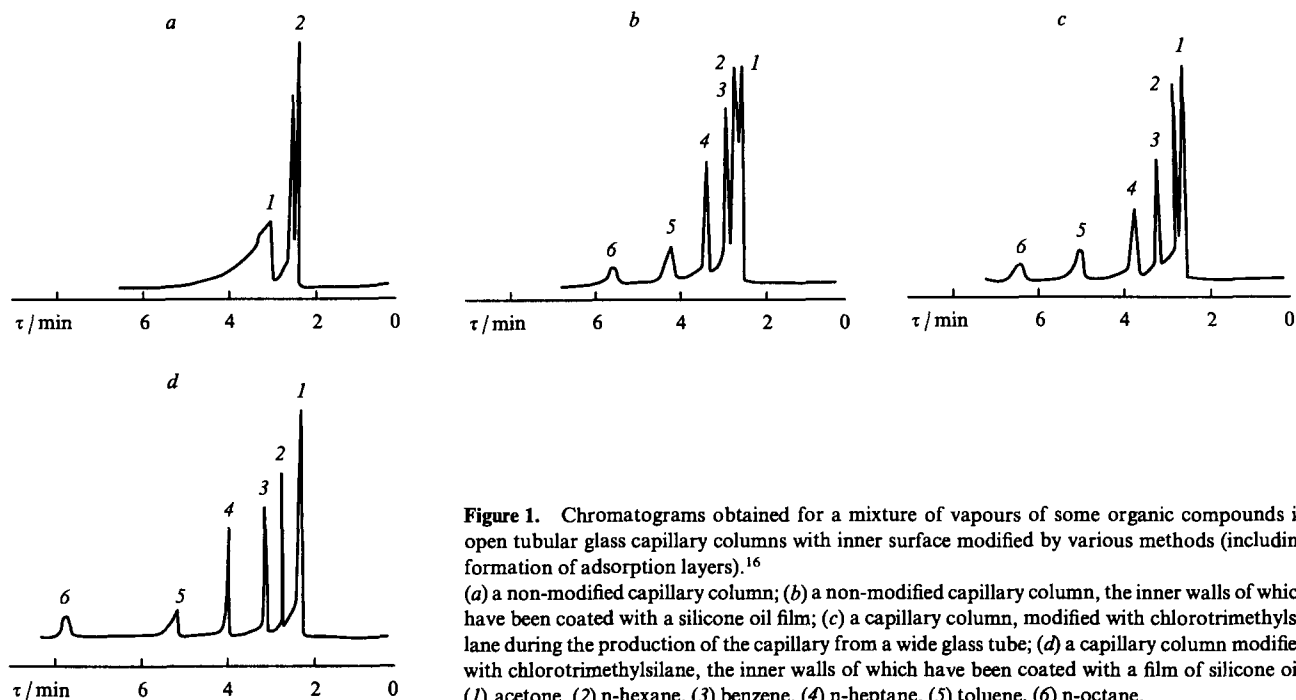 a
2
1
τ/min
6
4
2
0
b
2
1
3
4
5
6
τ/min
6
4
2
0
c
1
2
3
4
5
6
τ/min
6
4
2
0
d
1
2
3
4
5
6
τ/min
6
4
2
0
Figure 1. Chromatograms obtained for a mixture of vapours of some organic compounds i
open tubular glass capillary columns with inner surface modified by various methods (includin
formation of adsorption layers).¹⁶
(a) a non-modified capillary column; (b) a non-modified capillary column, the inner walls of whic
have been coated with a silicone oil film; (c) a capillary column, modified with chlorotrimethyls
lane during the production of the capillary from a wide glass tube; (d) a capillary column modifie
with chlorotrimethylsilane, the inner walls of which have been coated with a film of silicone oi
(1) acetone, (2) n-hexane, (3) benzene, (4) n-heptane, (5) toluene, (6) n-octane.